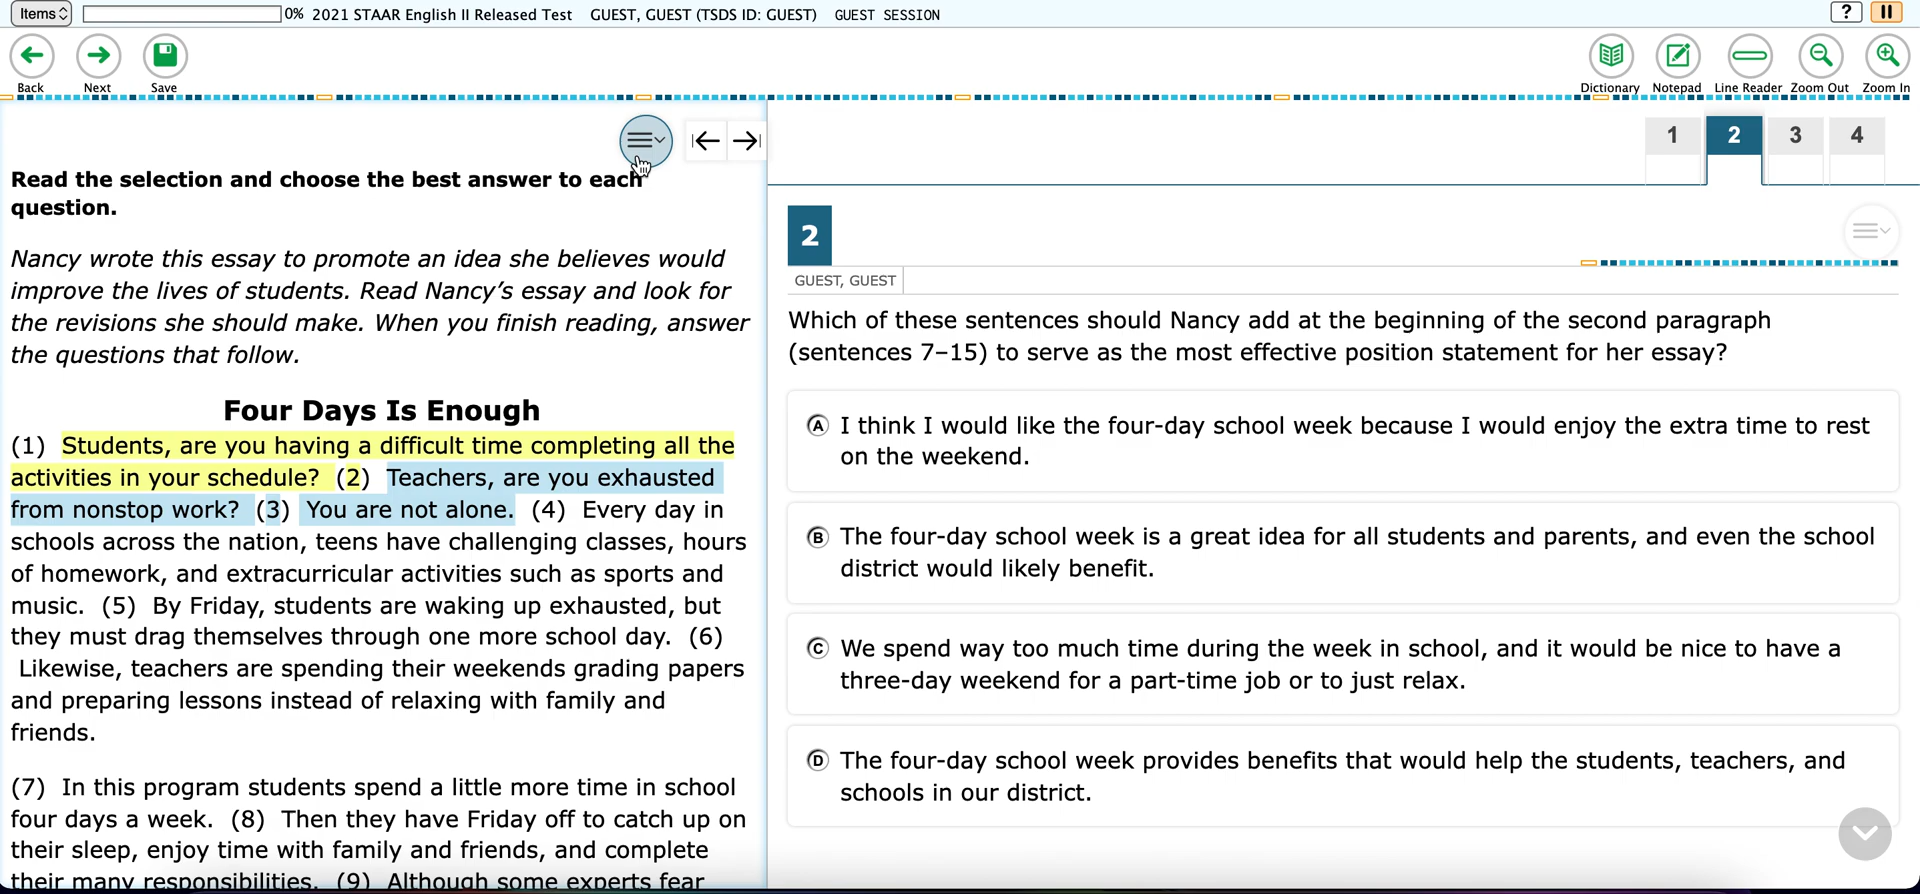 Items 0% 2021 STAAR English II Released Test GUEST, GUEST (TSDS ID: GUEST) GUEST SESSION ?
Back Next Save Dictionary Notepad Line Reader Zoom Out Zoom In
Read the selection and choose the best answer to each
question.
Nancy wrote this essay to promote an idea she believes would
improve the lives of students. Read Nancy's essay and look for
the revisions she should make. When you finish reading, answer
the questions that follow.
Four Days Is Enough
(1) Students, are you having a difficult time completing all the
activities in your schedule? (2) Teachers, are you exhausted
from nonstop work? (3) You are not alone. (4) Every day in
schools across the nation, teens have challenging classes, hours
of homework, and extracurricular activities such as sports and
music. (5) By Friday, students are waking up exhausted, but
they must drag themselves through one more school day. (6)
Likewise, teachers are spending their weekends grading papers
and preparing lessons instead of relaxing with family and
friends.
(7) In this program students spend a little more time in school
four days a week. (8) Then they have Friday off to catch up on
their sleep, enjoy time with family and friends, and complete
their many responsibilities. (9) Although some experts fear
1 2 3 4
2
GUEST, GUEST
Which of these sentences should Nancy add at the beginning of the second paragraph
(sentences 7–15) to serve as the most effective position statement for her essay?
A I think I would like the four-day school week because I would enjoy the extra time to rest
on the weekend.
B The four-day school week is a great idea for all students and parents, and even the school
district would likely benefit.
C We spend way too much time during the week in school, and it would be nice to have a
three-day weekend for a part-time job or to just relax.
D The four-day school week provides benefits that would help the students, teachers, and
schools in our district.